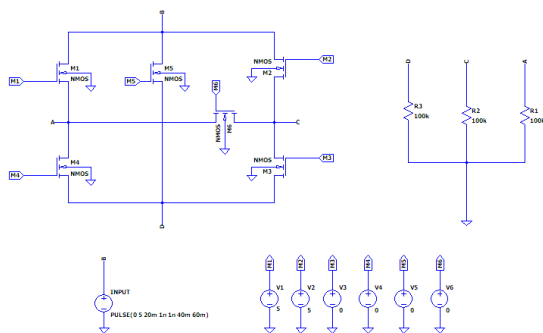 B
M1
M1
NMOS
M5
M5
NMOS
NMOS
M2
M2
M6
NMOS
M6
A
C
M4
M4
NMOS
NMOS
M3
M3
D
D
C
A
R3
100k
R2
100k
R1
100k
B
INPUT
PULSE(0 5 20m 1n 1n 40m 60m)
M1
V1
5
M2
V2
5
M3
V3
0
M4
V4
0
M5
V5
0
M6
V6
0